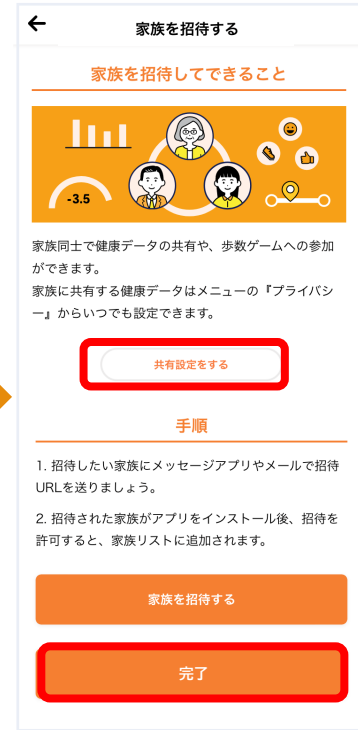 家族を招待する
家族を招待してできること
-3.5
家族同士で健康データの共有や、歩数ゲームへの参加
ができます。
家族に共有する健康データはメニューの『プライバシ
ー』からいつでも設定できます。
共有設定をする
手順
1. 招待したい家族にメッセージアプリやメールで招待
URLを送りましょう。
2. 招待された家族がアプリをインストール後、招待を
許可すると、家族リストに追加されます。
家族を招待する
完了